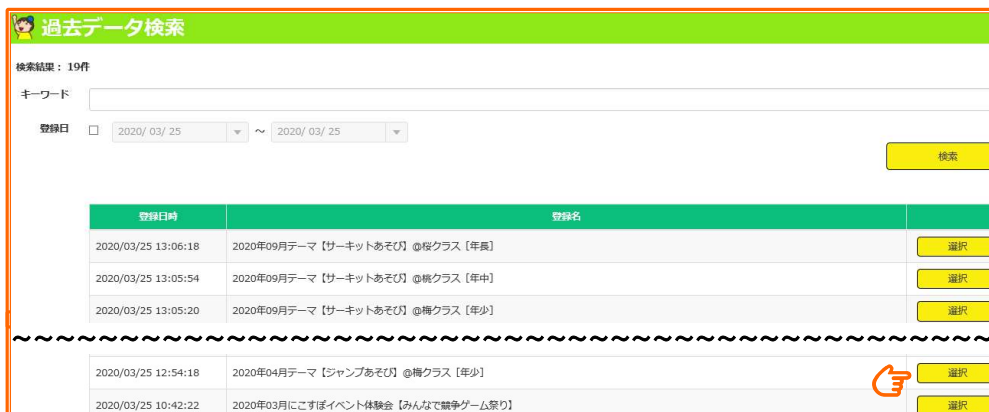 過去データ検索
検索結果： 19件
キーワード
登録日 2020/ 03/ 25 ～ 2020/ 03/ 25
検索
登録日時 登録名
2020/03/25 13:06:18 2020年09月テーマ【サーキットあそび】@桜クラス［年長］ 選択
2020/03/25 13:05:54 2020年09月テーマ【サーキットあそび】@桃クラス［年中］ 選択
2020/03/25 13:05:20 2020年09月テーマ【サーキットあそび】@梅クラス［年少］ 選択
2020/03/25 12:54:18 2020年04月テーマ【ジャンプあそび】@梅クラス［年少］ 選択
2020/03/25 10:42:22 2020年03月にこすぽイベント体験会【みんなで競争ゲーム祭り】 選択